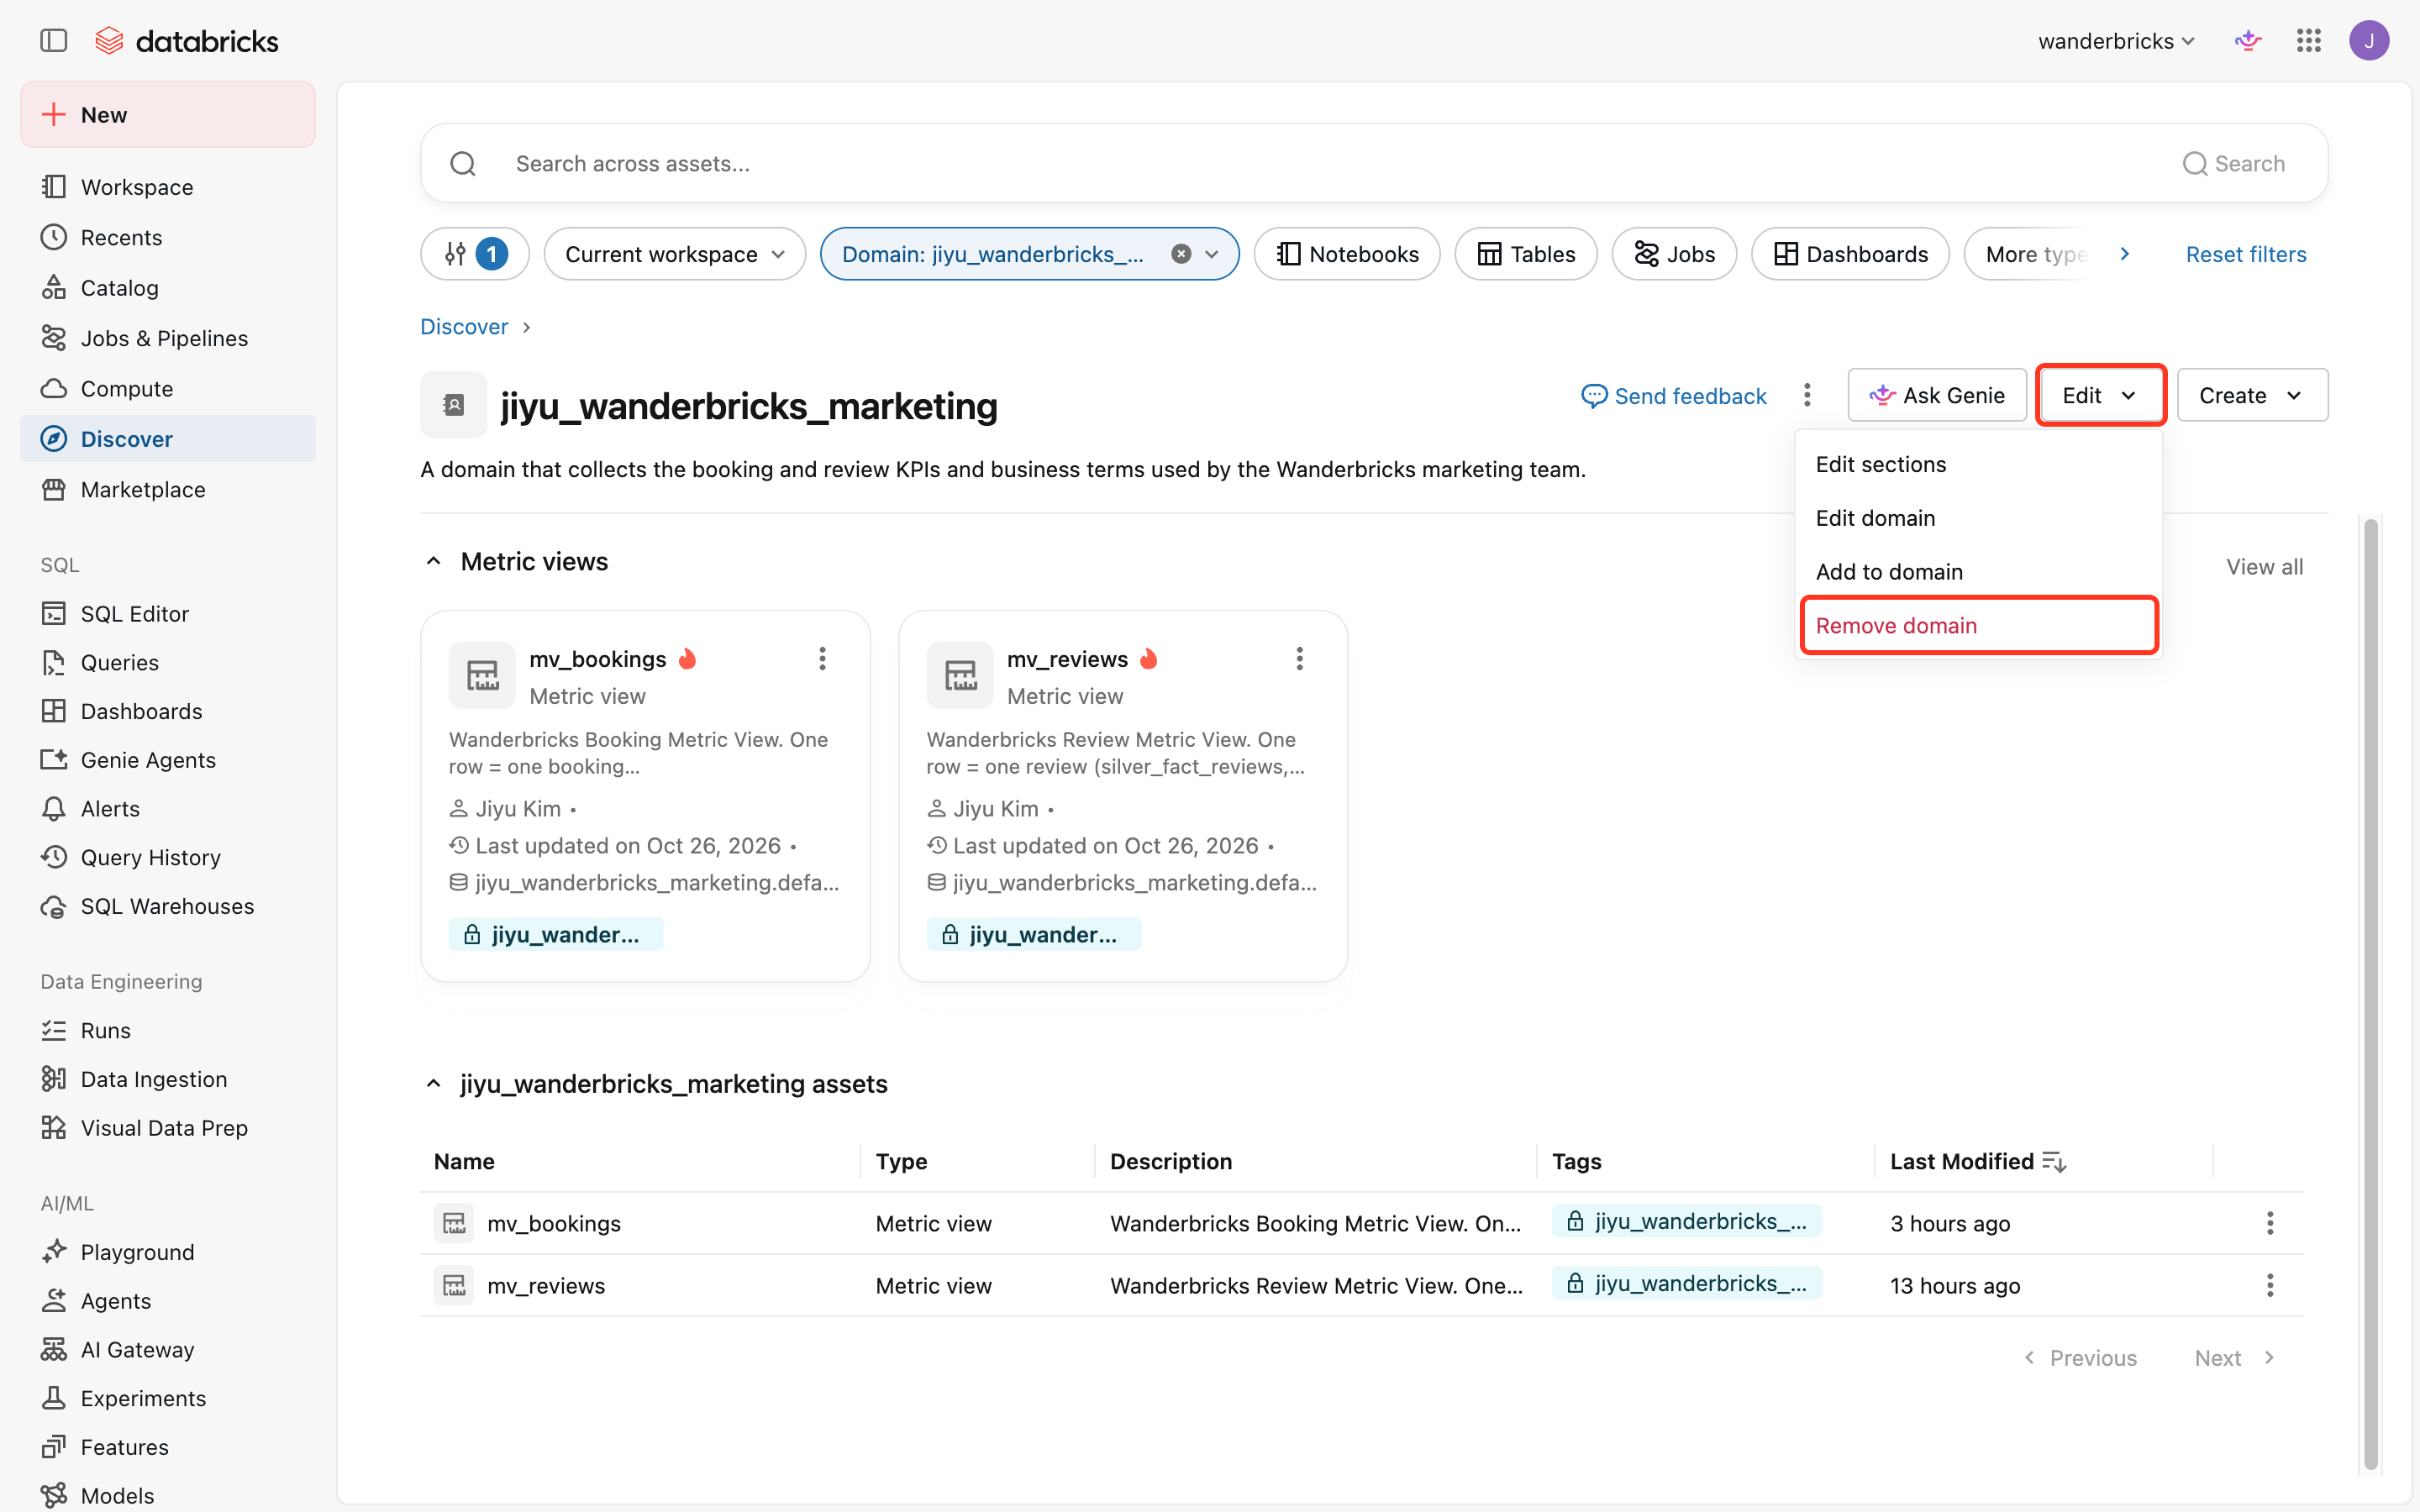 databricks
wanderbricks
J
New
Workspace
Recents
Catalog
Jobs & Pipelines
Compute
Discover
Marketplace
SQL
SQL Editor
Queries
Dashboards
Genie Agents
Alerts
Query History
SQL Warehouses
Data Engineering
Runs
Data Ingestion
Visual Data Prep
AI/ML
Playground
Agents
AI Gateway
Experiments
Features
Models
Search across assets...
Search
1
Current workspace
Domain: jiyu_wanderbricks_...
Notebooks
Tables
Jobs
Dashboards
More type
Reset filters
Discover
jiyu_wanderbricks_marketing
Send feedback
Ask Genie
Edit
Create
A domain that collects the booking and review KPIs and business terms used by the Wanderbricks marketing team.
Edit sections
Edit domain
Add to domain
Remove domain
Metric views
View all
mv_bookings
Metric view
Wanderbricks Booking Metric View. One
row = one booking...
Jiyu Kim •
Last updated on Oct 26, 2026 •
jiyu_wanderbricks_marketing.defa...
jiyu_wander...
mv_reviews
Metric view
Wanderbricks Review Metric View. One
row = one review (silver_fact_reviews,...
Jiyu Kim •
Last updated on Oct 26, 2026 •
jiyu_wanderbricks_marketing.defa...
jiyu_wander...
jiyu_wanderbricks_marketing assets
Name Type Description Tags Last Modified
mv_bookings Metric view Wanderbricks Booking Metric View. On... jiyu_wanderbricks_... 3 hours ago
mv_reviews Metric view Wanderbricks Review Metric View. One... jiyu_wanderbricks_... 13 hours ago
Previous Next